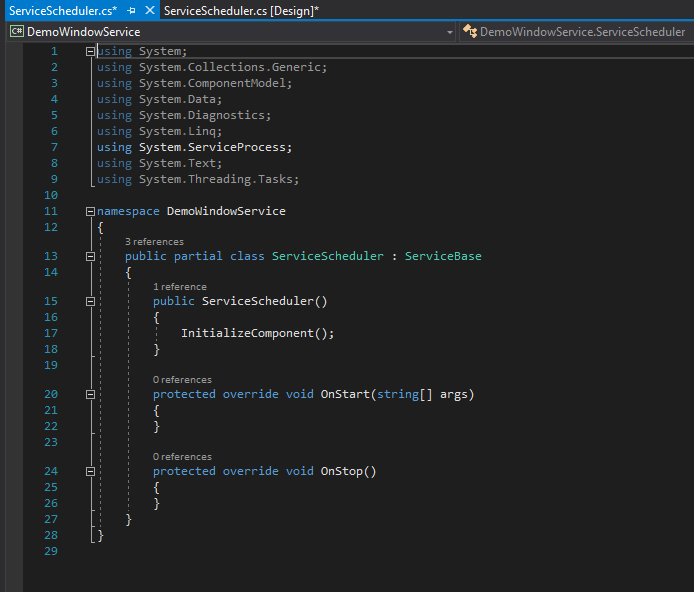 ServiceScheduler.cs* ServiceScheduler.cs [Design]*
C# DemoWindowService DemoWindowService.ServiceScheduler
1 using System;
2 using System.Collections.Generic;
3 using System.ComponentModel;
4 using System.Data;
5 using System.Diagnostics;
6 using System.Linq;
7 using System.ServiceProcess;
8 using System.Text;
9 using System.Threading.Tasks;
10
11 namespace DemoWindowService
12 {
3 references
13 public partial class ServiceScheduler : ServiceBase
14 {
1 reference
15 public ServiceScheduler()
16 {
17 InitializeComponent();
18 }
19
0 references
20 protected override void OnStart(string[] args)
21 {
22 }
23
0 references
24 protected override void OnStop()
25 {
26 }
27 }
28 }
29